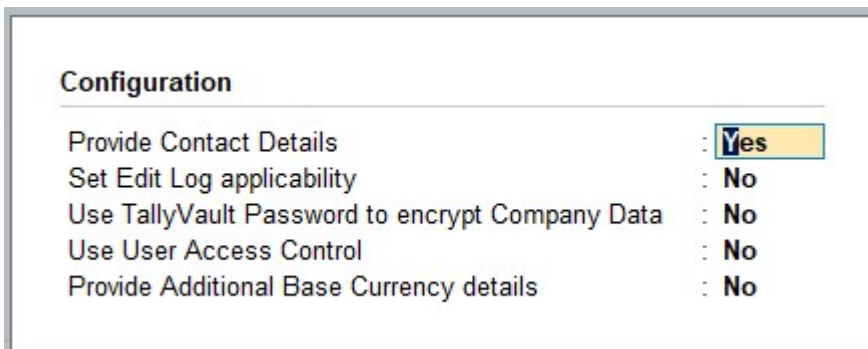 Configuration
Provide Contact Details : Yes
Set Edit Log applicability : No
Use TallyVault Password to encrypt Company Data : No
Use User Access Control : No
Provide Additional Base Currency details : No